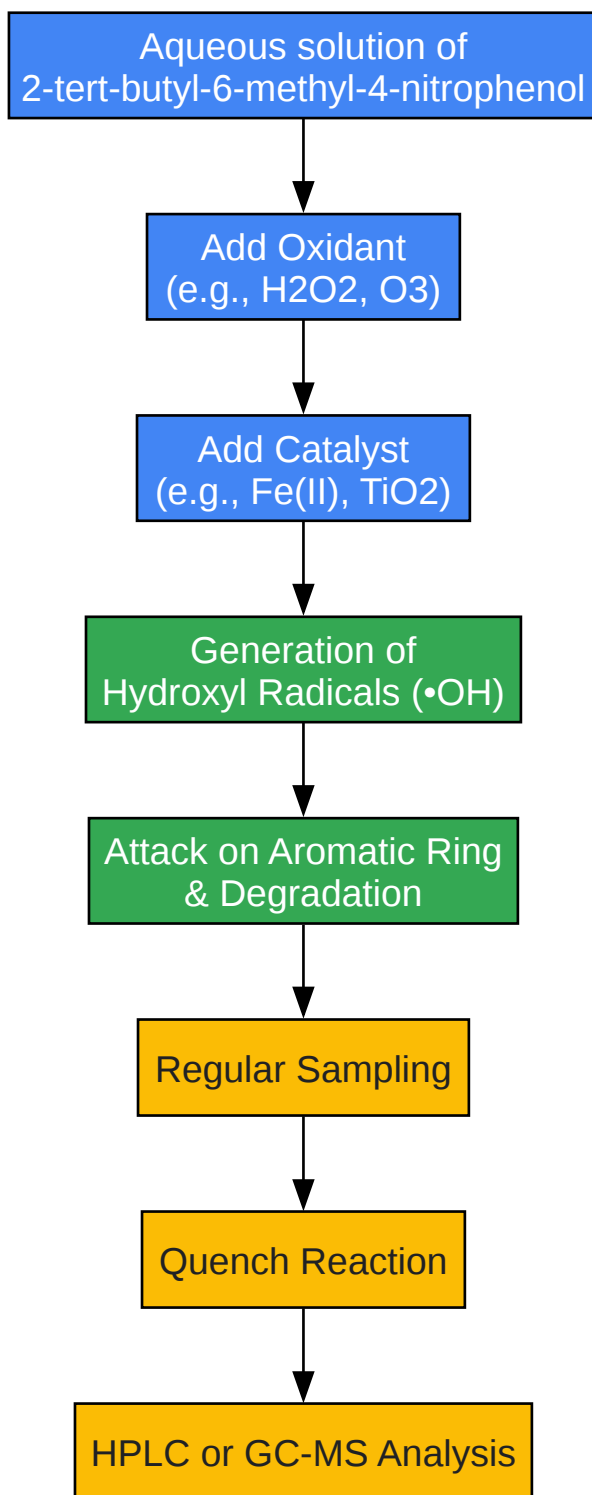 Aqueous solution of
2-tert-butyl-6-methyl-4-nitrophenol
Add Oxidant
(e.g., H2O2, O3)
Add Catalyst
(e.g., Fe(II), TiO2)
Generation of
Hydroxyl Radicals (•OH)
Attack on Aromatic Ring
& Degradation
Regular Sampling
Quench Reaction
HPLC or GC-MS Analysis